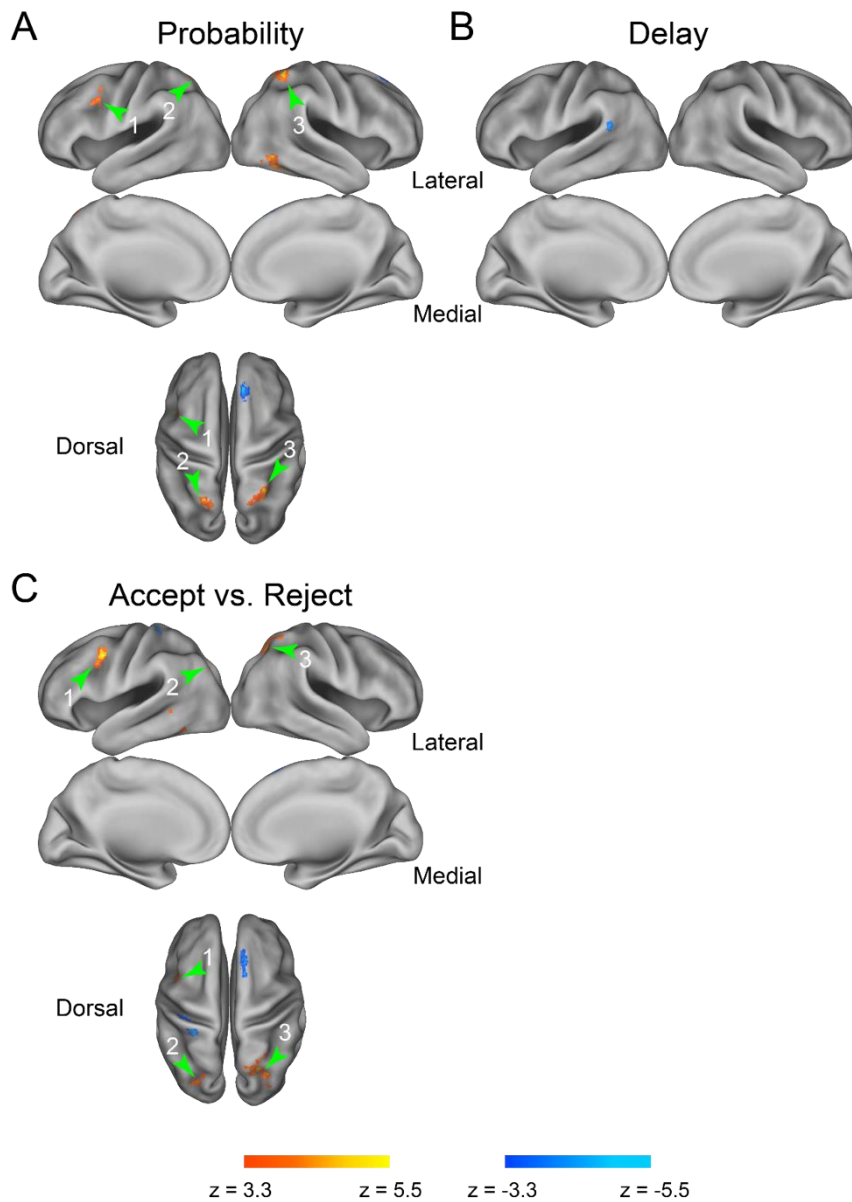 A
Probability
B
Delay
1
2
3
Lateral
Medial
Dorsal
1
2
3
C
Accept vs. Reject
1
2
3
Lateral
Medial
Dorsal
1
2
3
z = 3.3
z = 5.5
z = -3.3
z = -5.5